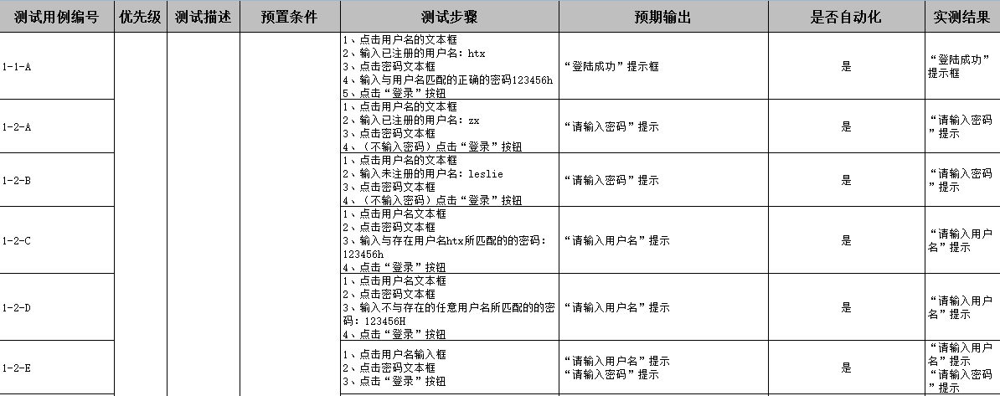 测试用例编号 优先级 测试描述 预置条件 测试步骤 预期输出 是否自动化 实测结果
1-1-A
1、点击用户名的文本框
2、输入已注册的用户名：htx
3、点击密码文本框
4、输入与用户名匹配的正确的密码123456h
5、点击“登录”按钮
“登陆成功”提示框
是
“登陆成功”
提示框
1-2-A
1、点击用户名的文本框
2、输入已注册的用户名：zx
3、点击密码文本框
4、（不输入密码）点击“登录”按钮
“请输入密码”提示
是
“请输入密码
”提示
1-2-B
1、点击用户名的文本框
2、输入未注册的用户名：leslie
3、点击密码文本框
4、（不输入密码）点击“登录”按钮
“请输入密码”提示
是
“请输入密码
”提示
1-2-C
1、点击用户名文本框
2、点击密码文本框
3、输入与存在用户名htx所匹配的的密码：
123456h
4、点击“登录”按钮
“请输入用户名”提示
是
“请输入用户
名”提示
1-2-D
1、点击用户名文本框
2、点击密码文本框
3、输入不与存在的任意用户名所匹配的的密
码：123456H
4、点击“登录”按钮
“请输入用户名”提示
是
“请输入用户
名”提示
1-2-E
1、点击用户名输入框
2、点击密码文本框
3、点击“登录”按钮
“请输入用户名”提示
“请输入密码”提示
是
“请输入用户
名”提示
“请输入密码
”提示